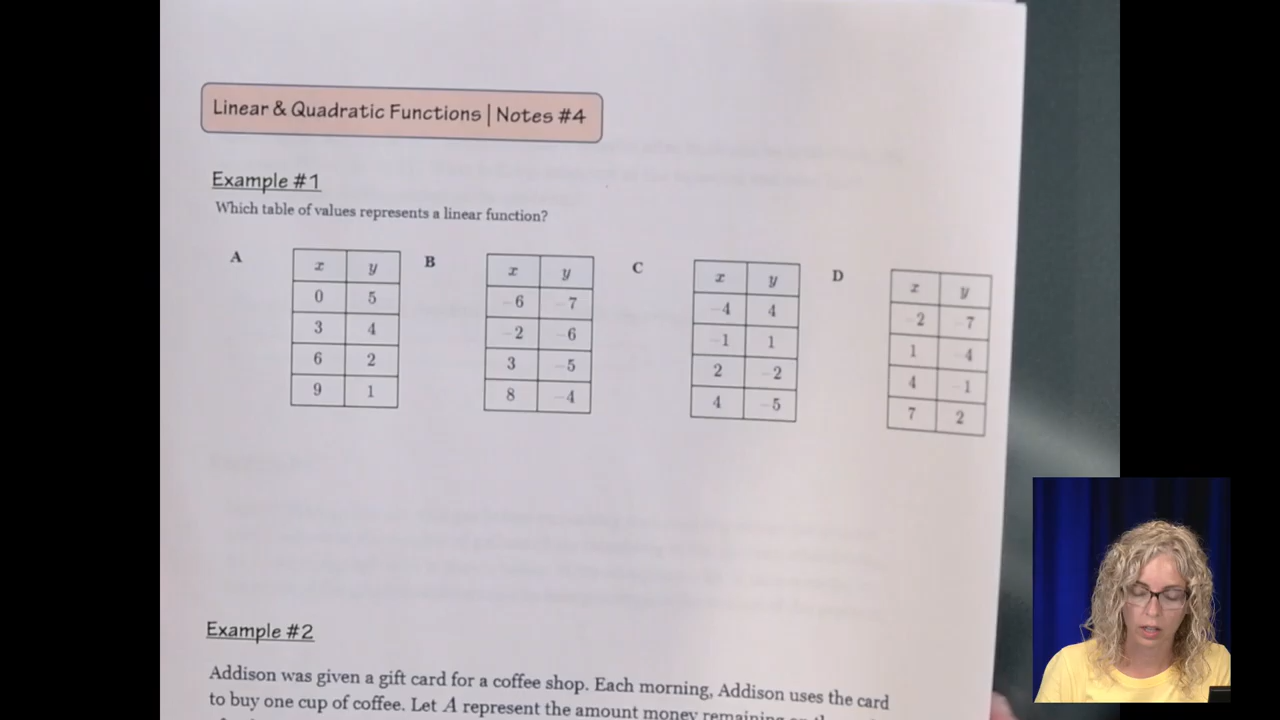 Linear & Quadratic Functions | Notes #4
Example #1
Which table of values represents a linear function?
A
x y
0 5
3 4
6 2
9 1
B
x y
-6 -7
-2 -6
3 -5
8 -4
C
x y
-4 4
-1 1
2 -2
4 -5
D
x y
-2 -7
1 -4
4 -1
7 2
Example #2
Addison was given a gift card for a coffee shop. Each morning, Addison uses the card
to buy one cup of coffee. Let A represent the amount money remaining on the